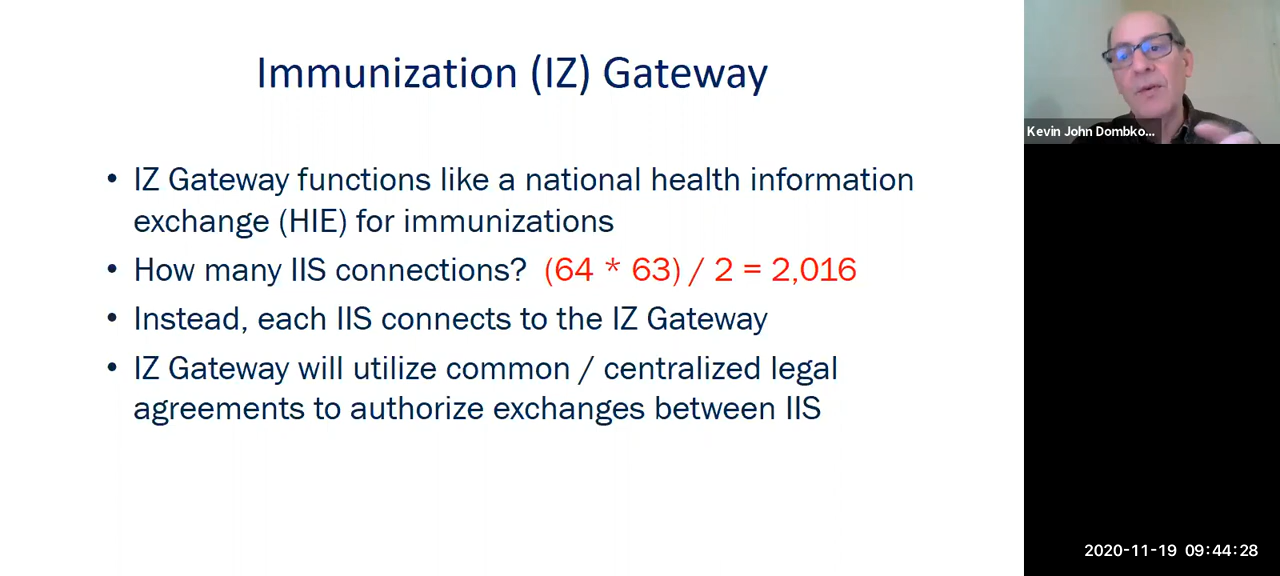 Immunization (IZ) Gateway
• IZ Gateway functions like a national health information
exchange (HIE) for immunizations
• How many IIS connections? (64 * 63) / 2 = 2,016
• Instead, each IIS connects to the IZ Gateway
• IZ Gateway will utilize common / centralized legal
agreements to authorize exchanges between IIS
Kevin John Dombko...
2020-11-19 09:44:28